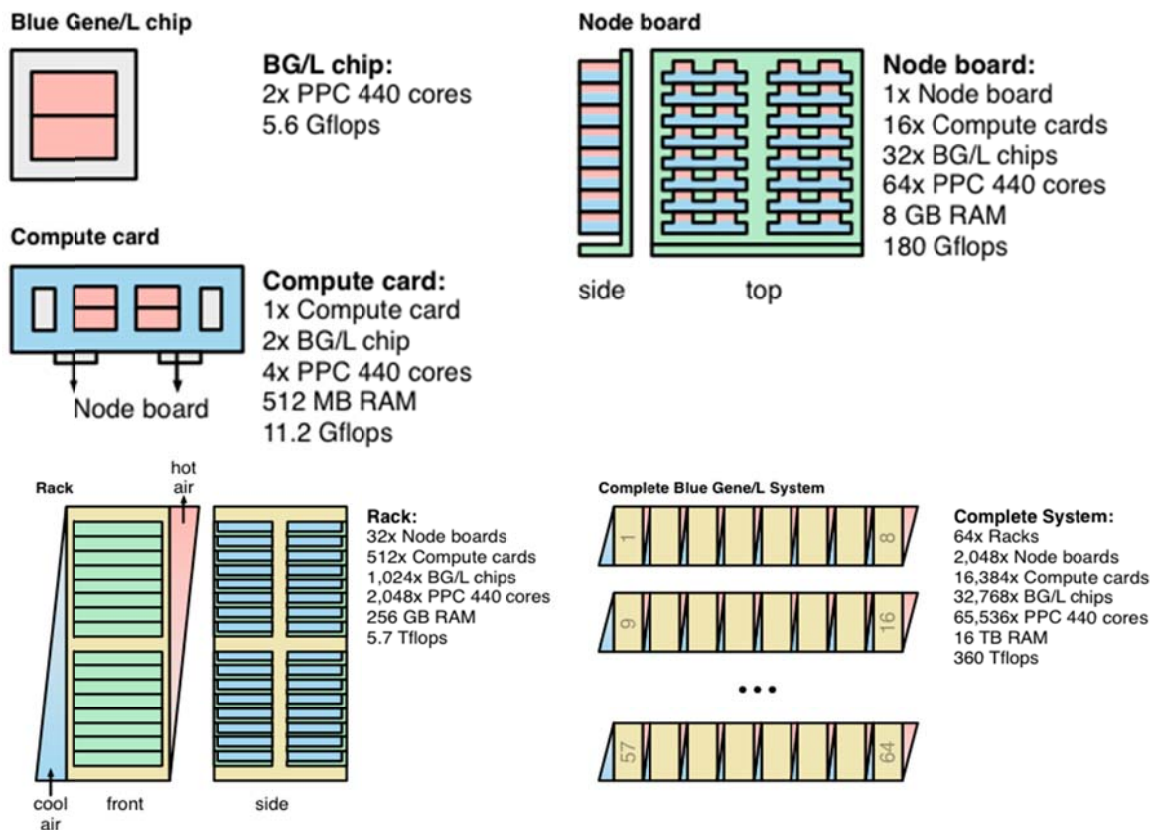 Blue Gene/L chip
BG/L chip:
2x PPC 440 cores
5.6 Gflops
Node board
Node board:
1x Node board
16x Compute cards
32x BG/L chips
64x PPC 440 cores
8 GB RAM
180 Gflops
side
top
Compute card
Compute card:
1x Compute card
2x BG/L chip
4x PPC 440 cores
512 MB RAM
11.2 Gflops
Node board
Rack
hot
air
Rack:
32x Node boards
512x Compute cards
1,024x BG/L chips
2,048x PPC 440 cores
256 GB RAM
5.7 Tflops
cool
air
front
side
Complete Blue Gene/L System
1
8
9
16
•••
57
64
Complete System:
64x Racks
2,048x Node boards
16,384x Compute cards
32,768x BG/L chips
65,536x PPC 440 cores
16 TB RAM
360 Tflops